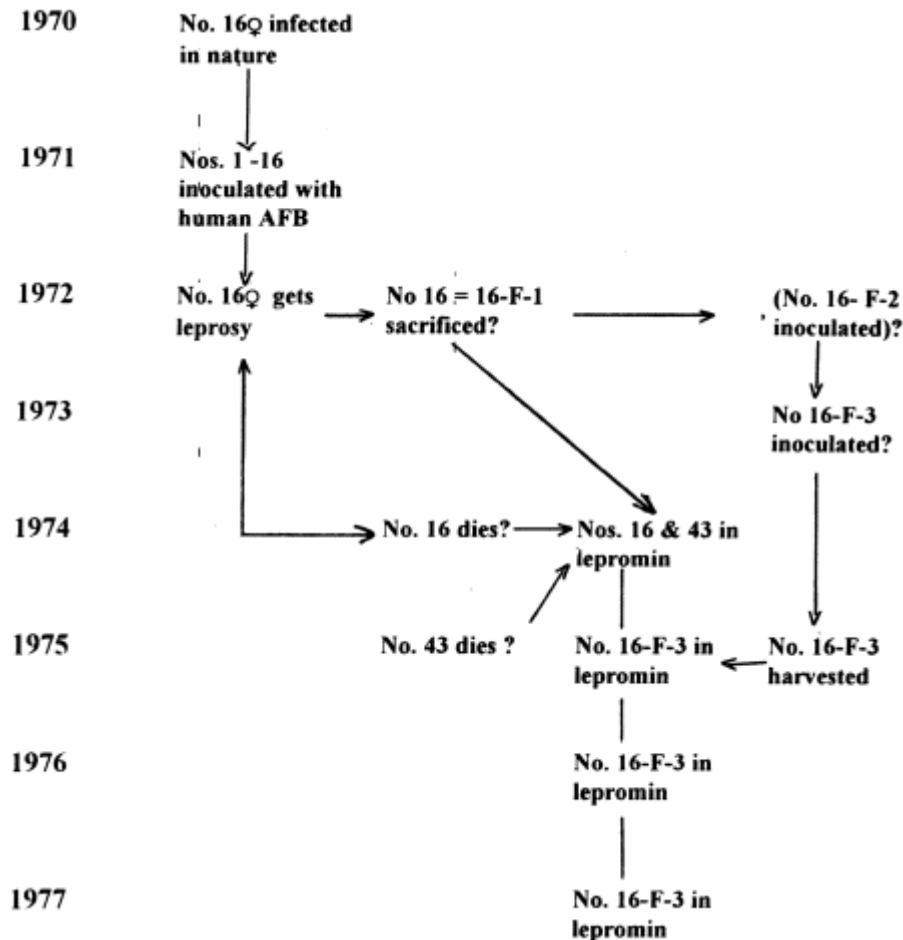 1970
No. 16♀ infected
in nature
1971
Nos. 1 -16
inoculated with
human AFB
1972
No. 16♀ gets
leprosy
No 16 = 16-F-1
sacrificed?
(No. 16- F-2
inoculated)?
1973
No 16-F-3
inoculated?
1974
No. 16 dies?
Nos. 16 & 43 in
lepromin
1975
No. 43 dies ?
No. 16-F-3 in
lepromin
No. 16-F-3
harvested
1976
No. 16-F-3 in
lepromin
1977
No. 16-F-3 in
lepromin